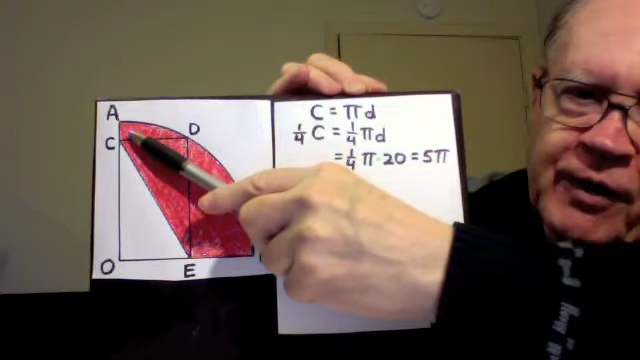 A
C
D
O
E
C = πd
¼ C = ¼ πd
= ¼ π · 20 = 5π